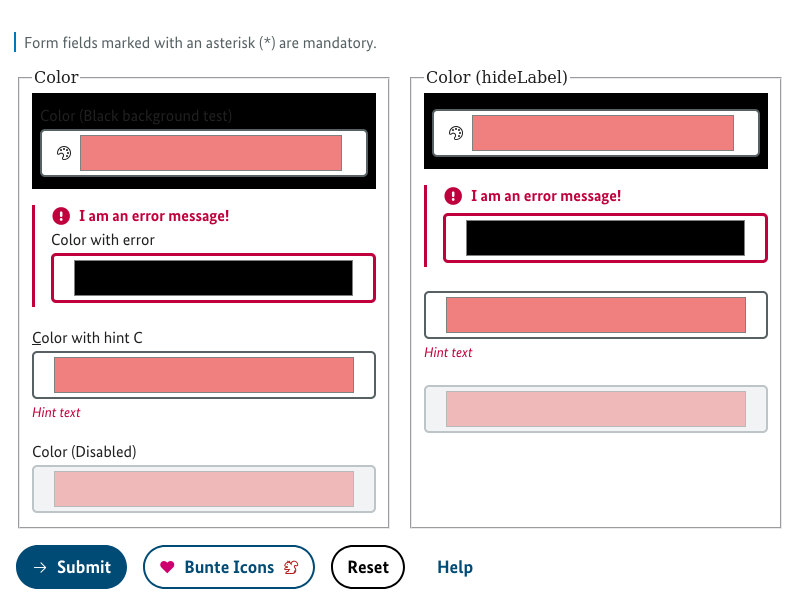 Form fields marked with an asterisk (*) are mandatory.
Color
Color (Black background test)
I am an error message!
Color with error
Color with hint C
Hint text
Color (Disabled)
Color (hideLabel)
I am an error message!
Hint text
Submit
Bunte Icons
Reset
Help